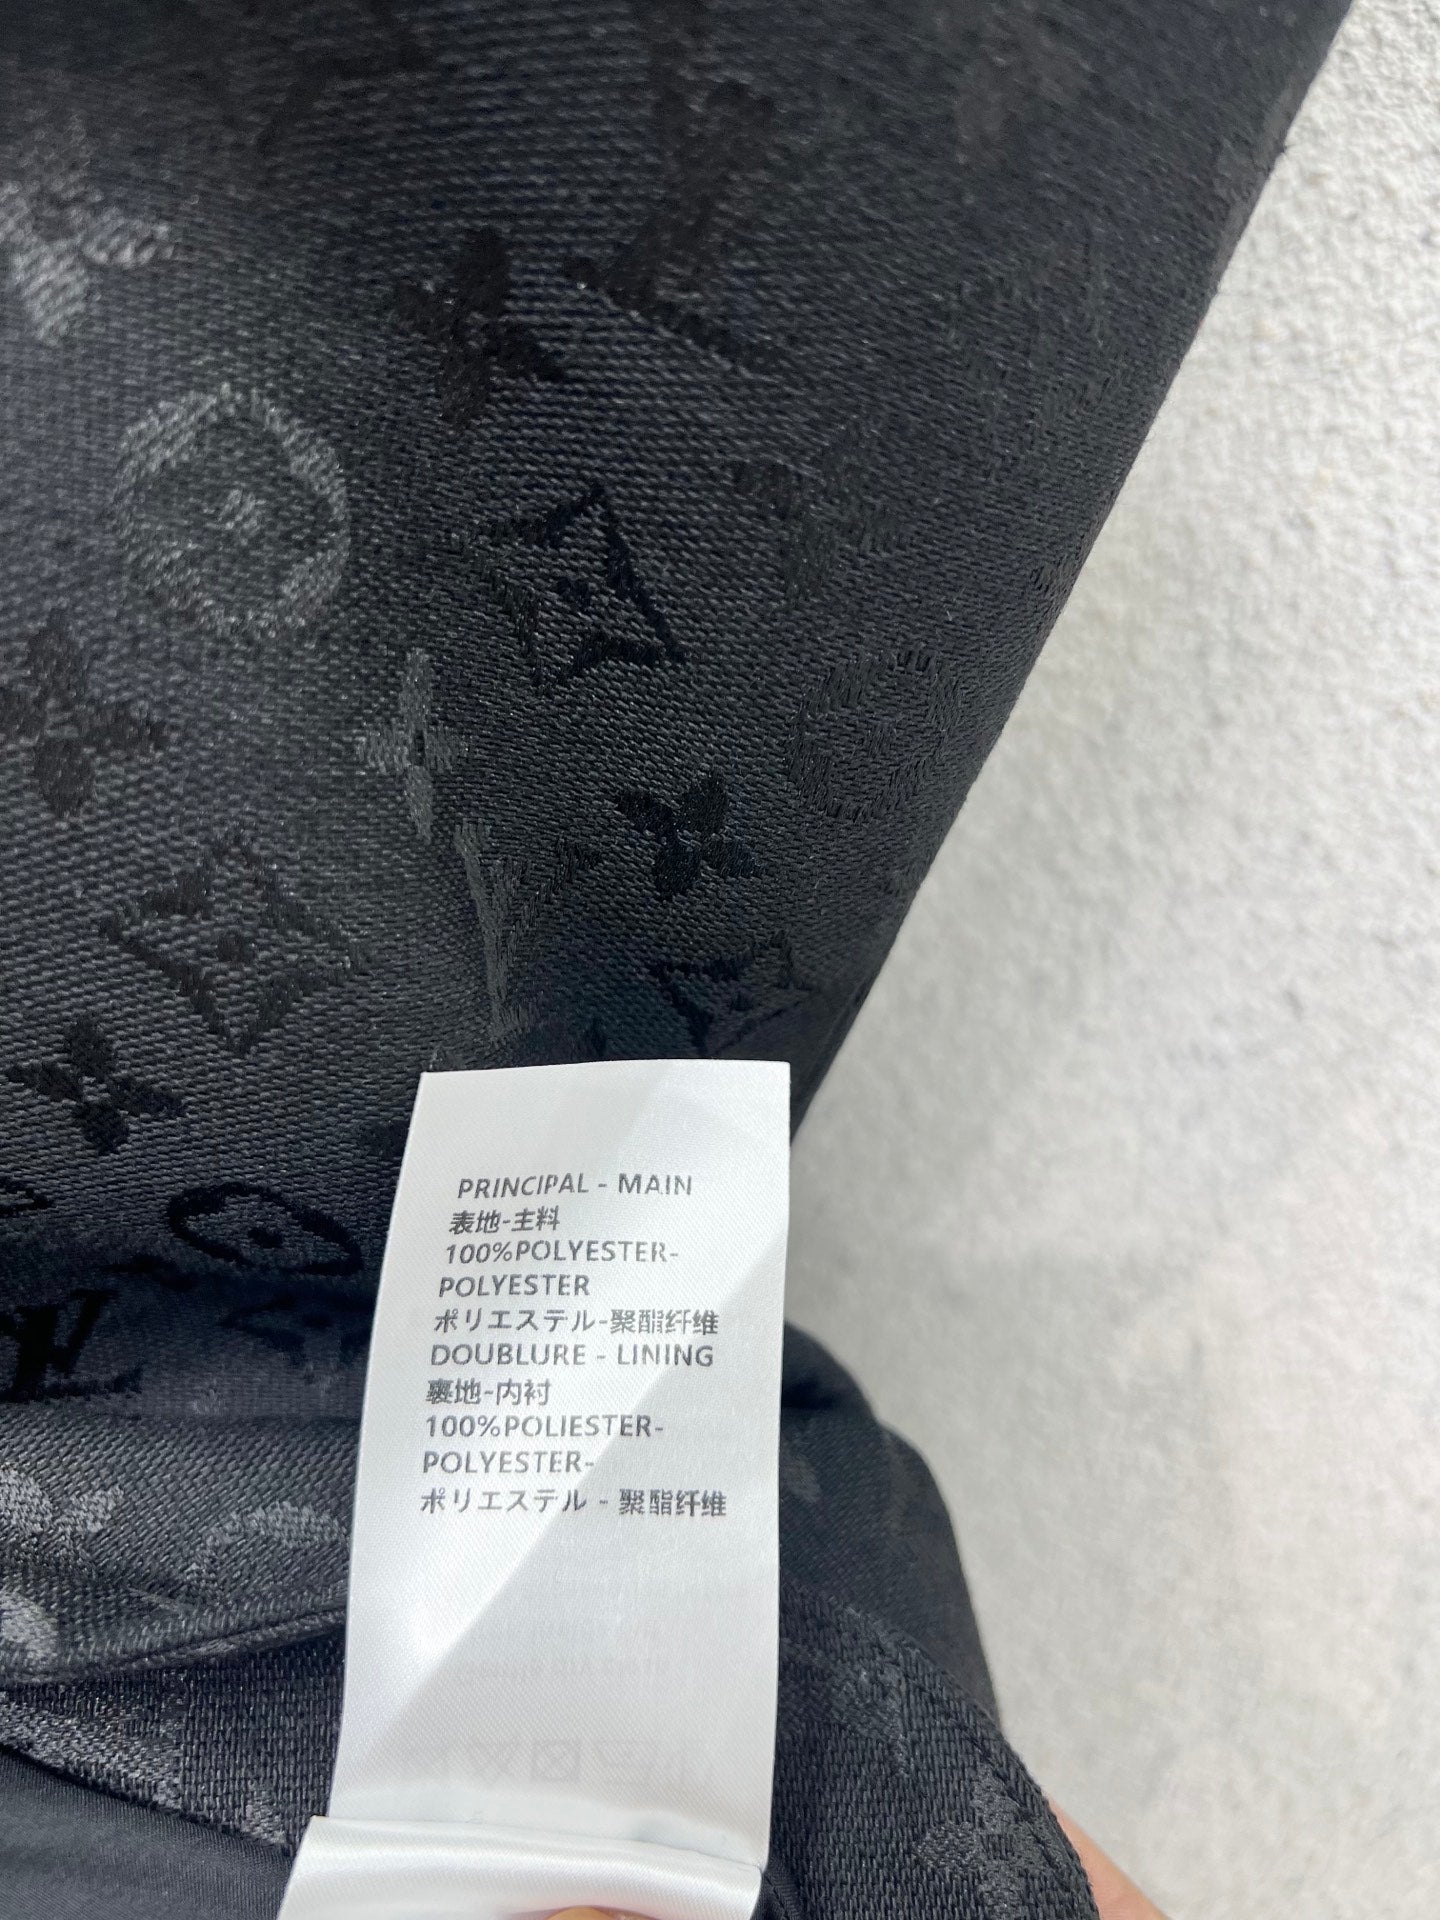 PRINCIPAL - MAIN
表地-主料
100%POLYESTER-
POLYESTER
ポリエステル-聚酯纤维
DOUBLURE - LINING
裏地-内衬
100%POLIESTER-
POLYESTER-
ポリエステル - 聚酯纤维